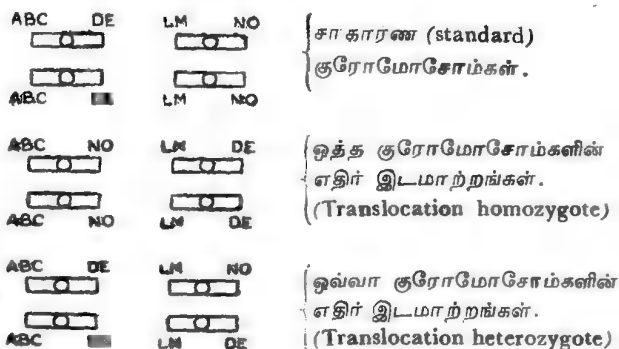 ABC DE LM NO
சாகாரண (standard)
குரோமோசோம்கள்.
ABC LM NO
ABC NO LM DE
ஒத்த குரோமோசோம்களின்
எதிர் இடமாற்றங்கள்.
(Translocation homozygote)
ABC NO LM DE
ABC DE LM NO
ஒவ்வா குரோமோசோம்களின்
எதிர் இடமாற்றங்கள்.
(Translocation heterozygote)
ABC LM DE